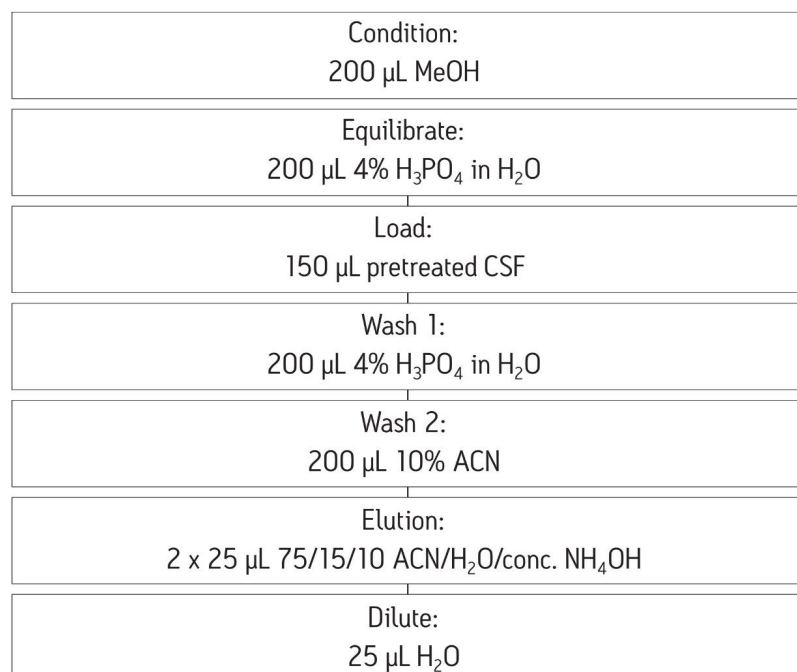 Condition:
200 µL MeOH
Equilibrate:
200 µL 4% H₃PO₄ in H₂O
Load:
150 µL pretreated CSF
Wash 1:
200 µL 4% H₃PO₄ in H₂O
Wash 2:
200 µL 10% ACN
Elution:
2 x 25 µL 75/15/10 ACN/H₂O/conc. NH₄OH
Dilute:
25 µL H₂O